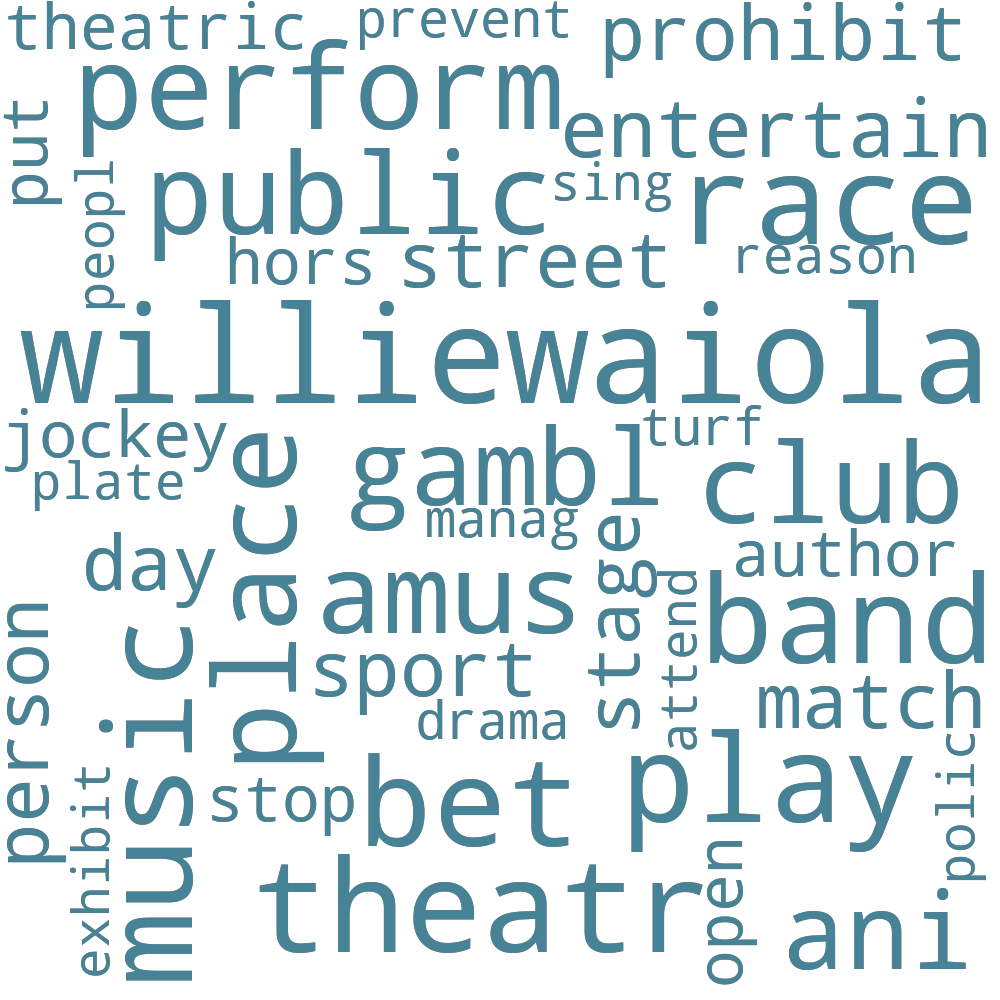 theatric
prevent
prohibit
perform
put
entertain
peopl
public
sing
race
hors
street
reason
williewaiola
jockey
turf
plate
place
gambl
club
manag
day
stage
author
amus
attend
band
person
music
sport
match
drama
play
polic
exhibit
stop
bet
open
theatr
ani